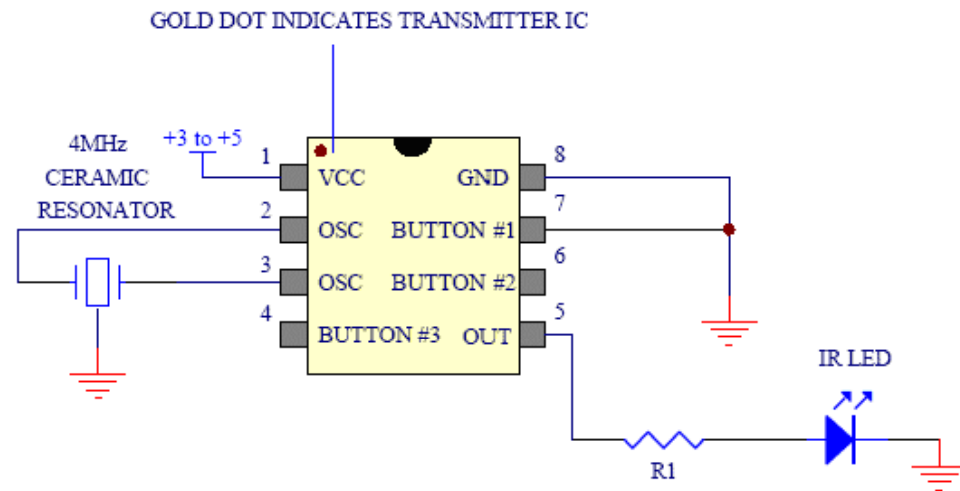 GOLD DOT INDICATES TRANSMITTER IC
4MHz
CERAMIC
RESONATOR
+3 to +5
1
VCC
GND
8
2
OSC
BUTTON #1
7
3
OSC
BUTTON #2
6
4
BUTTON #3
OUT
5
IR LED
R1